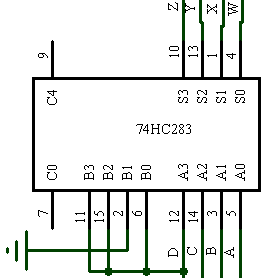 Z Y X W
9 10 13 1 4
C4 S3 S2 S1 S0
74HC283
C0 B3 B2 B1 B0 A3 A2 A1 A0
7 11 15 2 6 12 14 3 5
D C B A